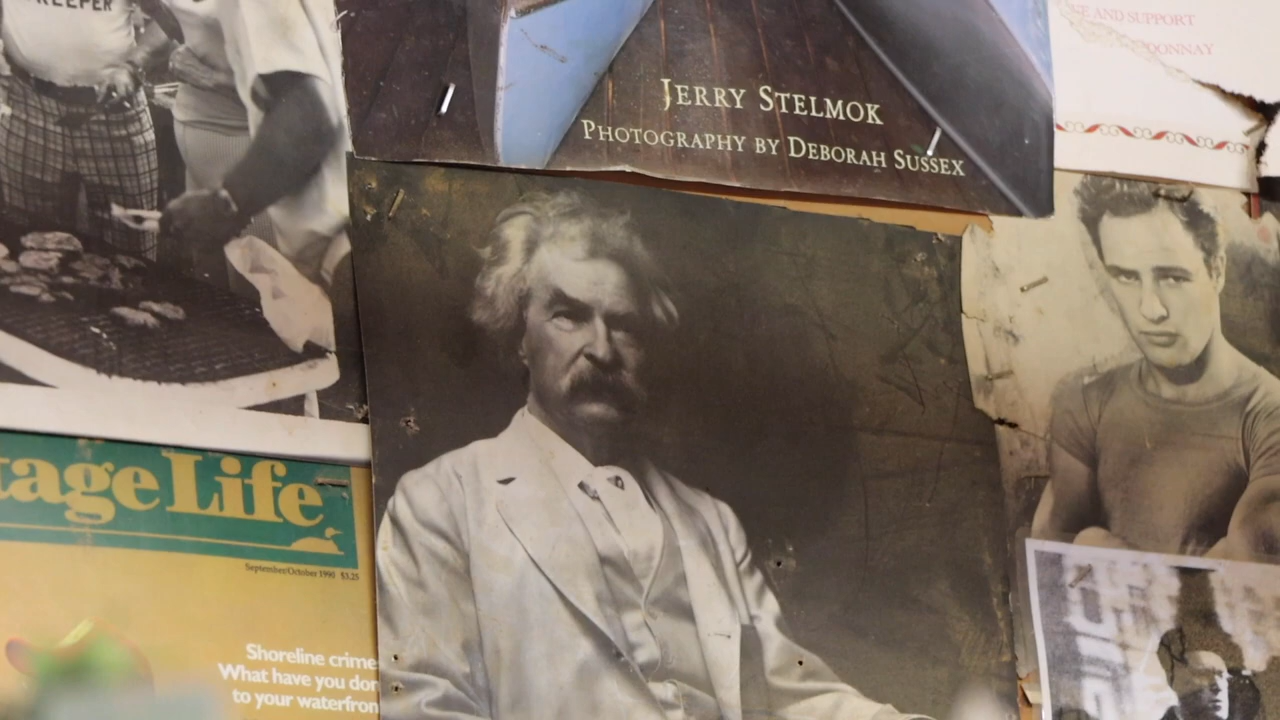 KEEPER
JERRY STELMOK
PHOTOGRAPHY BY DEBORAH SUSSEX
AND SUPPORT
DONNAY
tage Life
September/October 1990 $3.25
Shoreline crime
What have you don
to your waterfron